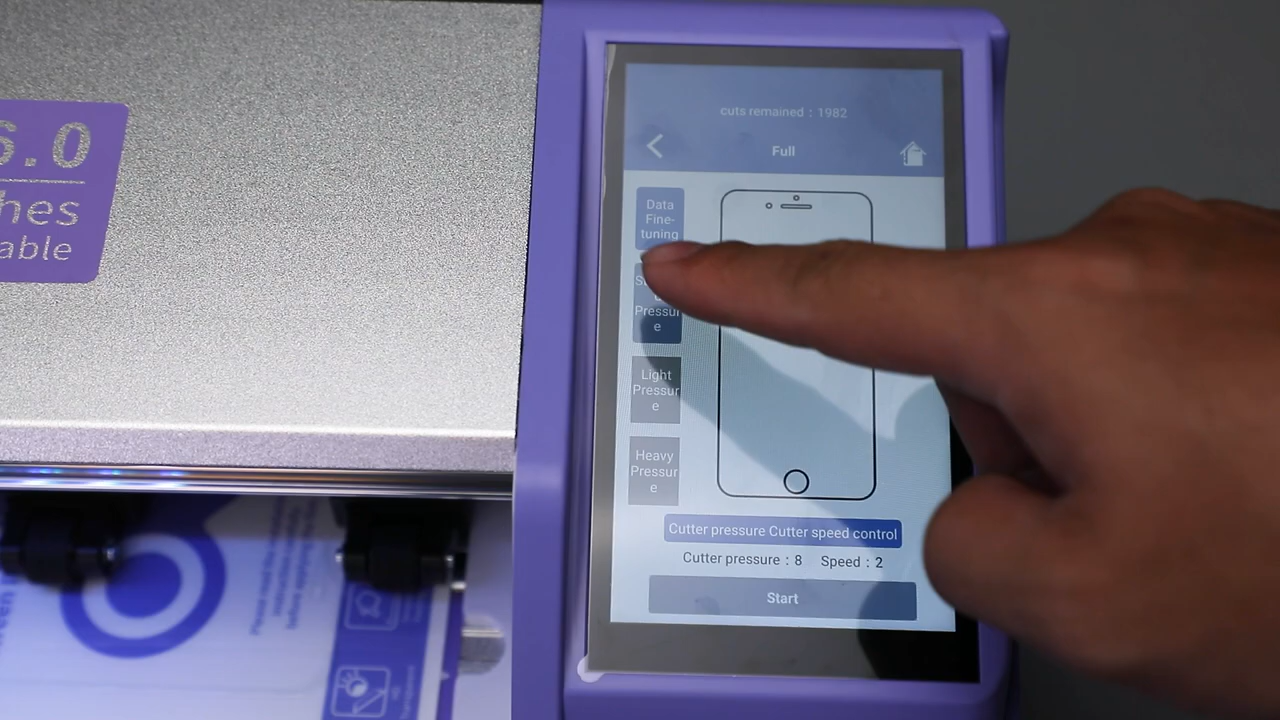 6.0
hes
able
cuts remained : 1982
Full
Data
Fine-
tuning
Pressur
e
Light
Pressur
e
Heavy
Pressur
e
Cutter pressure Cutter speed control
Cutter pressure : 8 Speed : 2
Start